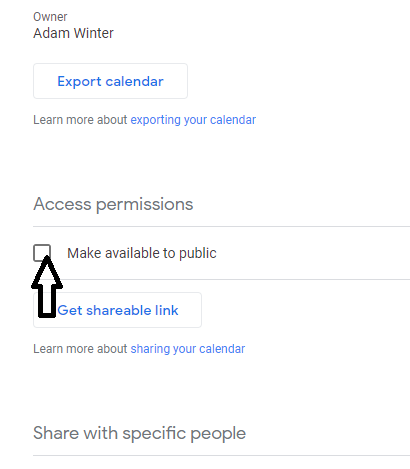 Owner
Adam Winter
Export calendar
Learn more about exporting your calendar
Access permissions
Make available to public
Get shareable link
Learn more about sharing your calendar
Share with specific people